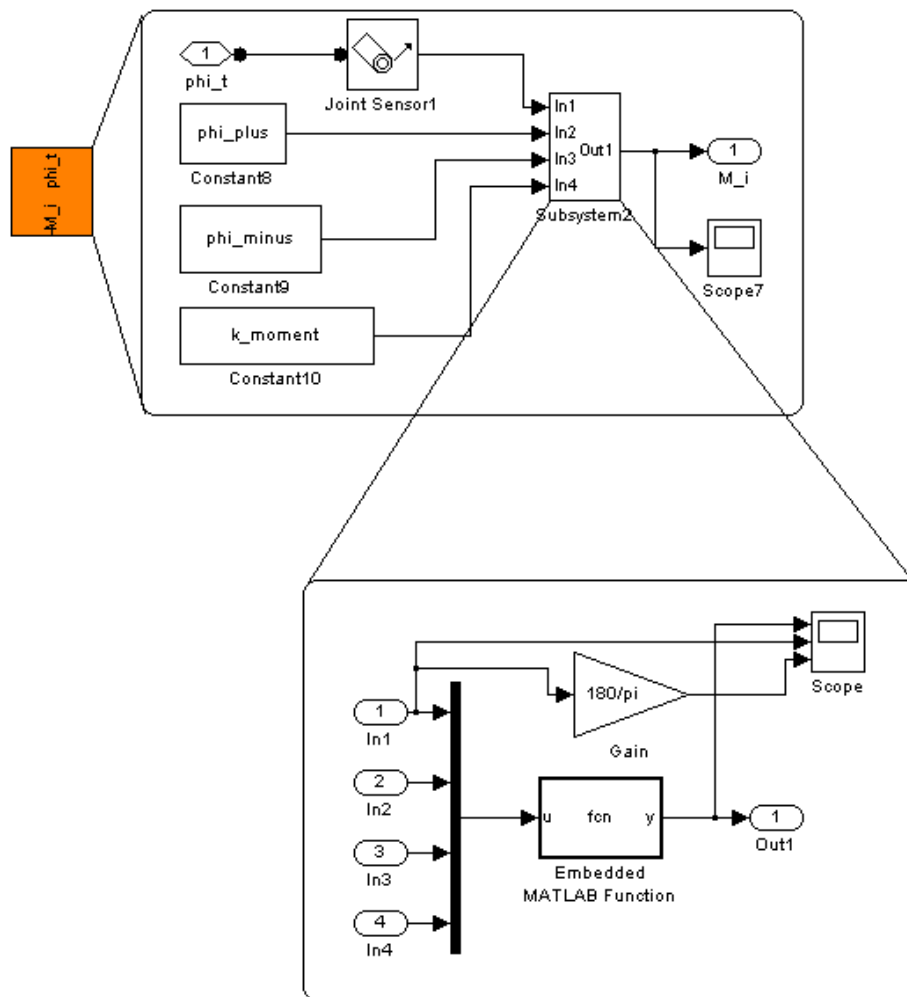 1
phi_t
Joint Sensor1
phi_plus
Constant8
phi_minus
Constant9
k_moment
Constant10
In1
In2
In3
In4
Out1
Subsystem2
1
M_i
Scope7
M_i phi_t
1
In1
2
In2
3
In3
4
In4
180/pi
Gain
u fcn y
Embedded
MATLAB Function
Scope
1
Out1